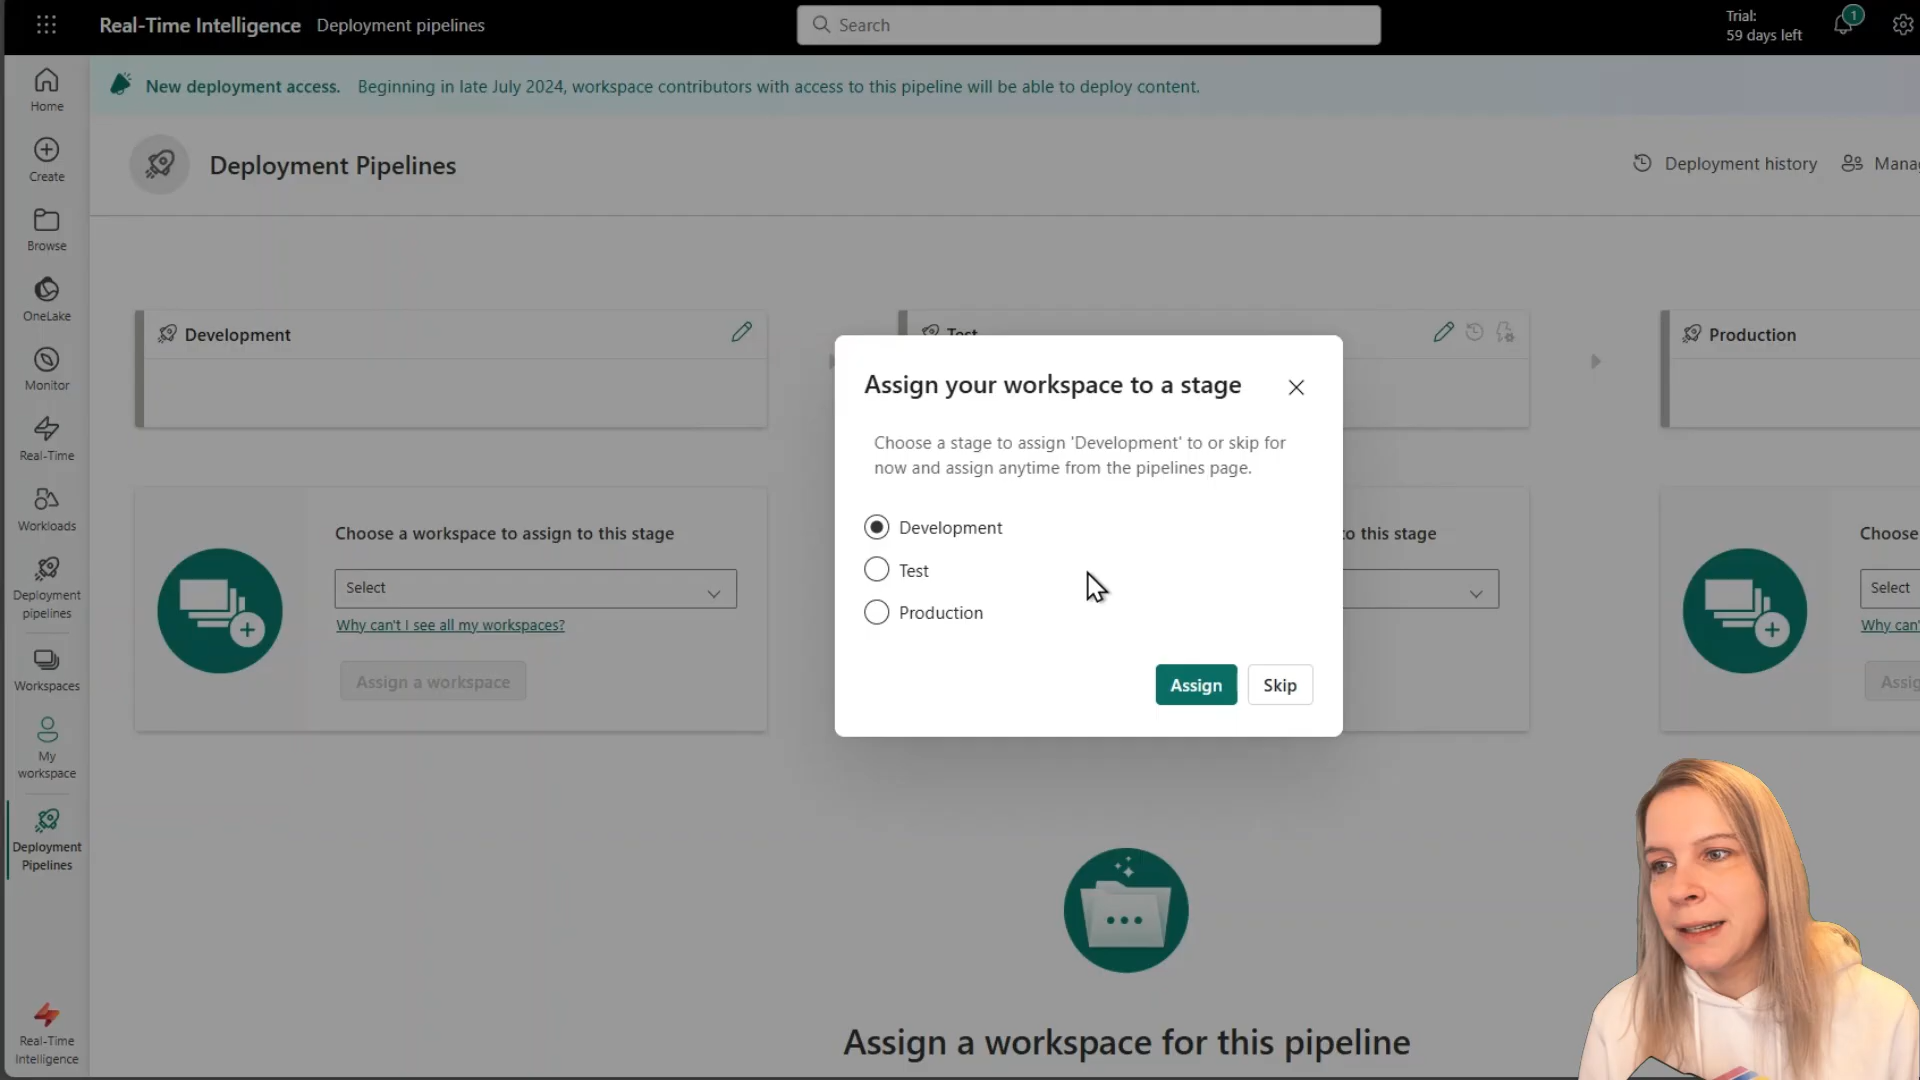 Real-Time Intelligence Deployment pipelines
Search
Trial:
59 days left
1
New deployment access. Beginning in late July 2024, workspace contributors with access to this pipeline will be able to deploy content.
Home
Create
Browse
OneLake
Monitor
Real-Time
Workloads
Deployment
pipelines
Workspaces
My
workspace
Deployment
Pipelines
Real-Time
Intelligence
Deployment Pipelines
Deployment history
Development
Test
Production
Choose a workspace to assign to this stage
Select
Why can't I see all my workspaces?
Assign a workspace
Assign your workspace to a stage
Choose a stage to assign 'Development' to or skip for
now and assign anytime from the pipelines page.
Development
Test
Production
Assign
Skip
to this stage
Choose
Select
Why can't
Assign a workspace for this pipeline